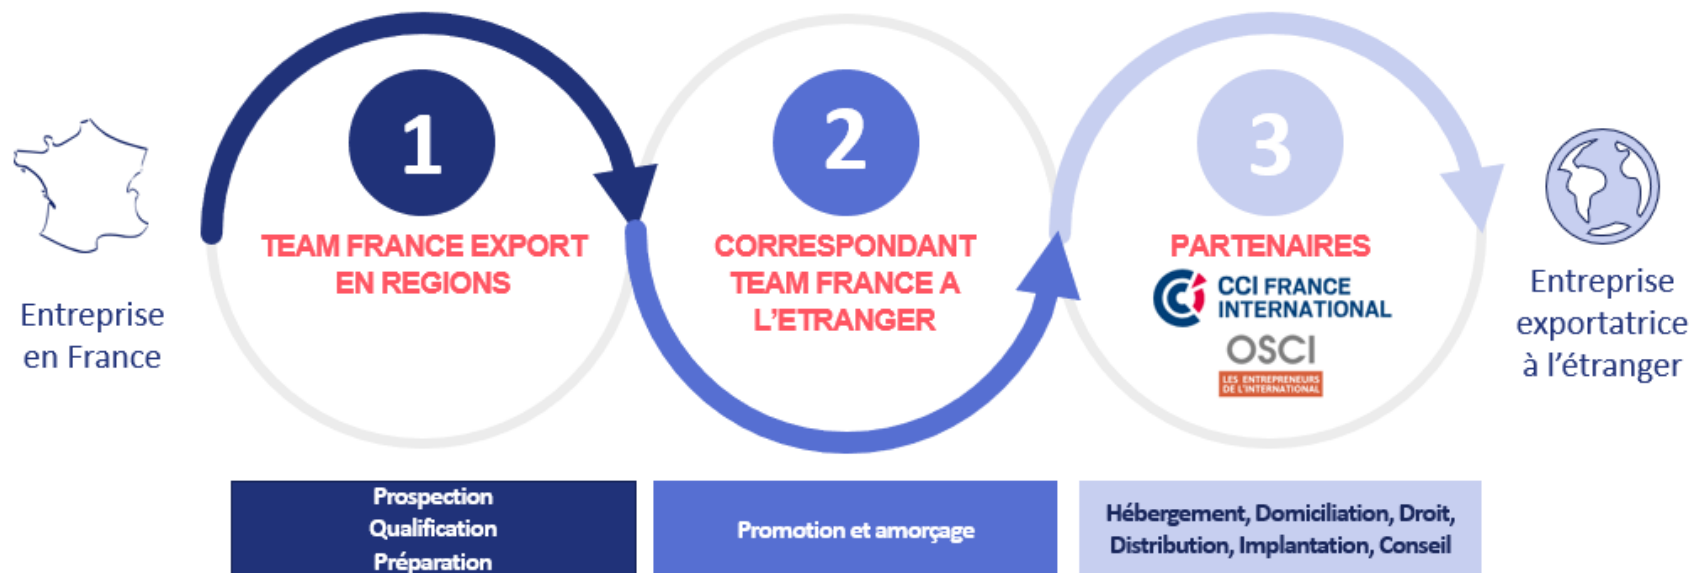 Entreprise
en France
1
TEAM FRANCE EXPORT
EN REGIONS
Prospection
Qualification
Préparation
2
CORRESPONDANT
TEAM FRANCE A
L'ETRANGER
Promotion et amorçage
3
PARTENAIRES
CCI FRANCE
INTERNATIONAL
OSCI
LES ENTREPRENEURS
DE L'INTERNATIONAL
Hébergement, Domiciliation, Droit,
Distribution, Implantation, Conseil
Entreprise
exportatrice
à l'étranger